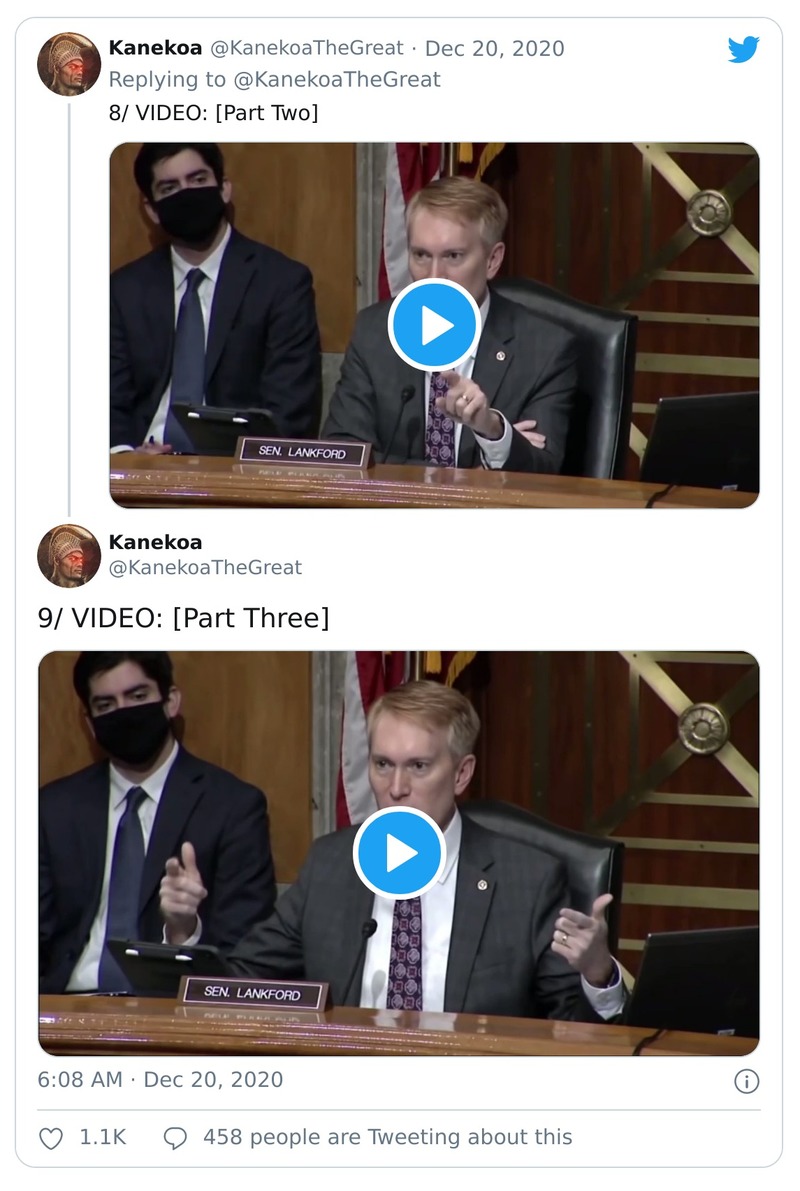 Kanekoa @KanekoaTheGreat · Dec 20, 2020
Replying to @KanekoaTheGreat
8/ VIDEO: [Part Two]
SEN. LANKFORD
Kanekoa
@KanekoaTheGreat
9/ VIDEO: [Part Three]
SEN. LANKFORD
6:08 AM · Dec 20, 2020
1.1K 458 people are Tweeting about this